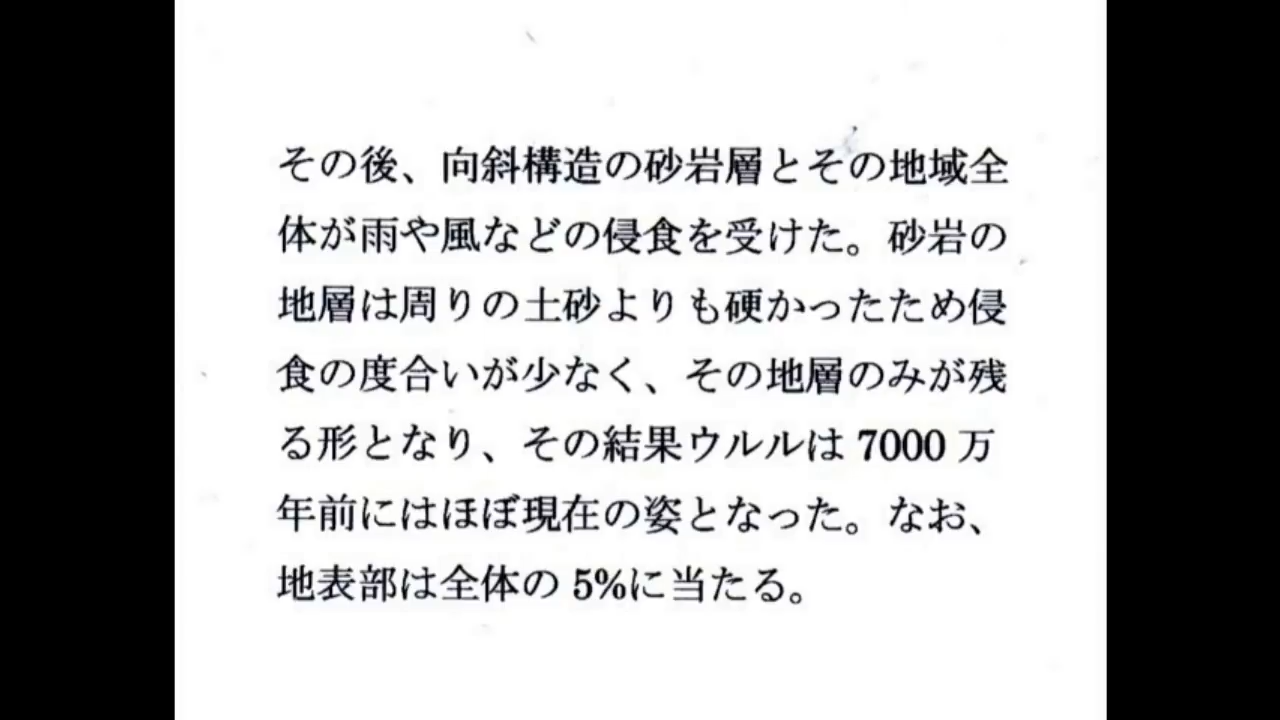 その後、向斜構造の砂岩層とその地域全
体が雨や風などの侵食を受けた。砂岩の
地層は周りの土砂よりも硬かったため侵
食の度合いが少なく、その地層のみが残
る形となり、その結果ウルルは 7000 万
年前にはほぼ現在の姿となった。なお、
地表部は全体の 5%に当たる。